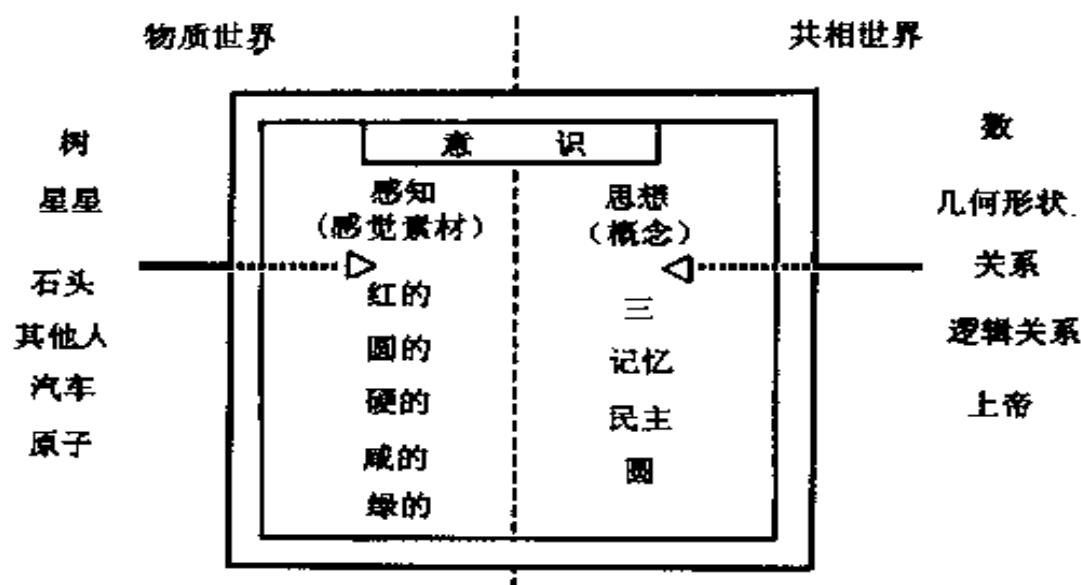 物质世界
共相世界
意 识
树
星星
石头
其他人
汽车
原子
感知
(感觉素材)
红的
圆的
硬的
咸的
绿的
思想
(概念)
三
记忆
民主
圆
数
几何形状
关系
逻辑关系
上帝